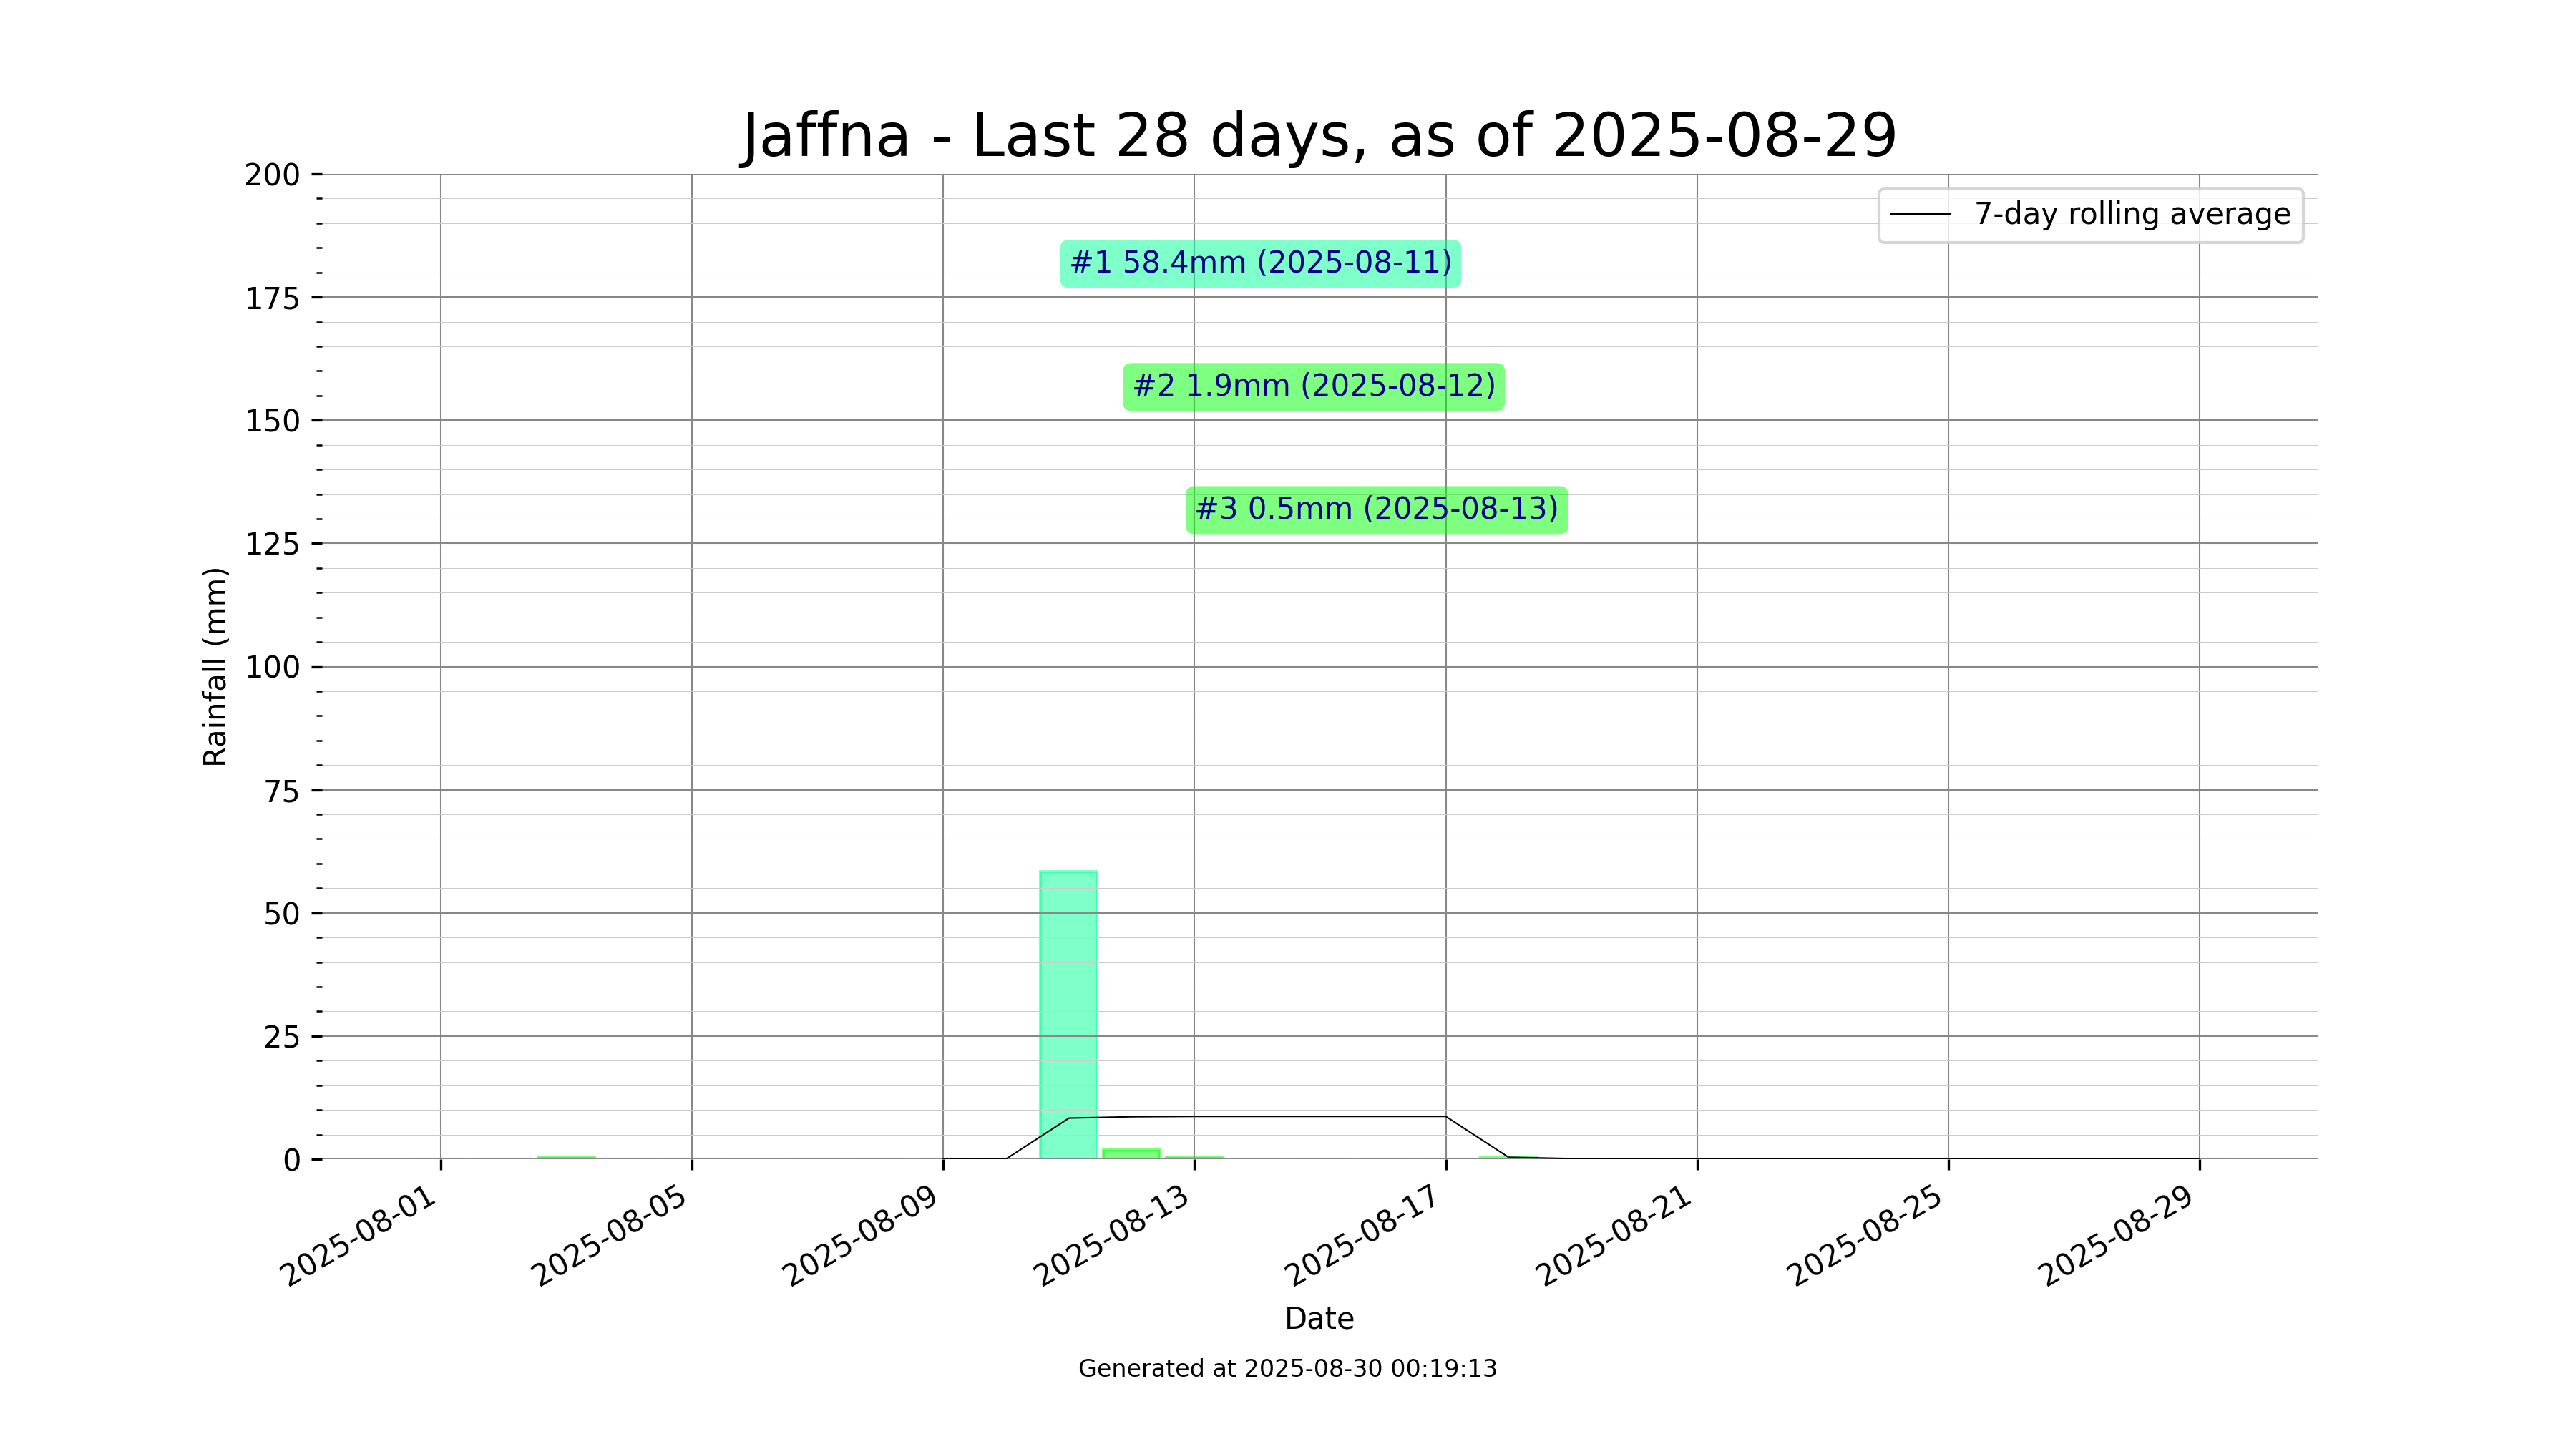 Jaffna - Last 28 days, as of 2025-08-29
200
175
150
125
100
75
50
25
0
Rainfall (mm)
7-day rolling average
#1 58.4mm (2025-08-11)
#2 1.9mm (2025-08-12)
#3 0.5mm (2025-08-13)
2025-08-01
2025-08-05
2025-08-09
2025-08-13
2025-08-17
2025-08-21
2025-08-25
2025-08-29
Date
Generated at 2025-08-30 00:19:13